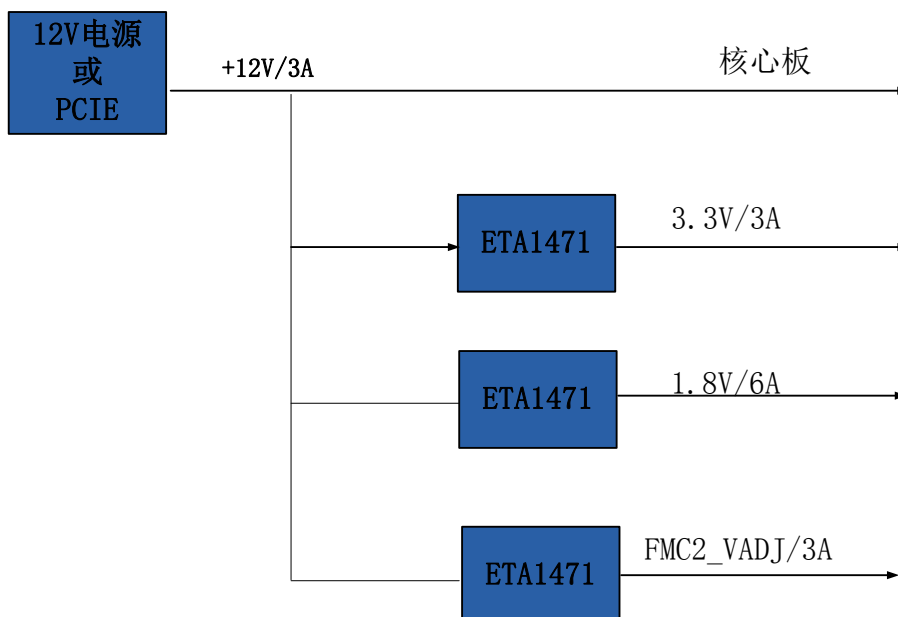 12V电源
或
PCIE
+12V/3A
核心板
ETA1471
3.3V/3A
ETA1471
1.8V/6A
ETA1471
FMC2_VADJ/3A